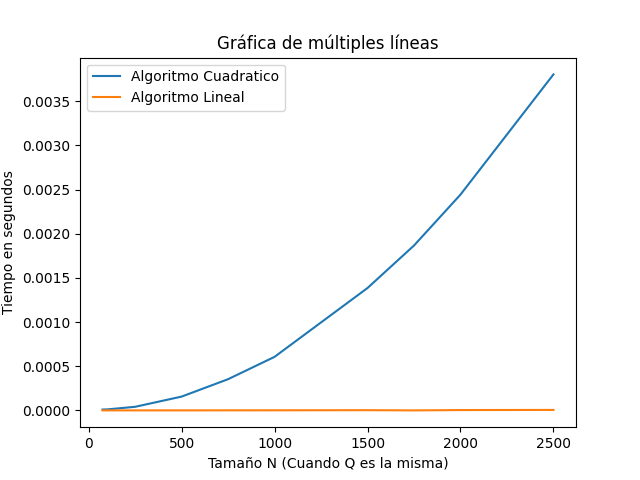 Gráfica de múltiples líneas
Algoritmo Cuadratico
Algoritmo Lineal
Tiempo en segundos
0.0035
0.0030
0.0025
0.0020
0.0015
0.0010
0.0005
0.0000
0 500 1000 1500 2000 2500
Tamaño N (Cuando Q es la misma)